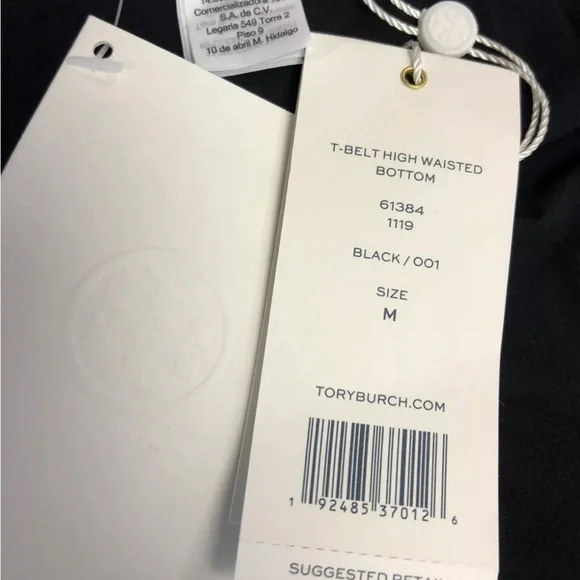 Comercializadora
S.A. de C.V.
Legaria 549 Torre 2
Piso 9
10 de abril M. Hidalgo
T-BELT HIGH WAISTED
BOTTOM
61384
1119
BLACK / 001
SIZE
M
TORYBURCH.COM
1 92485 37012 6
SUGGESTED RETAIL